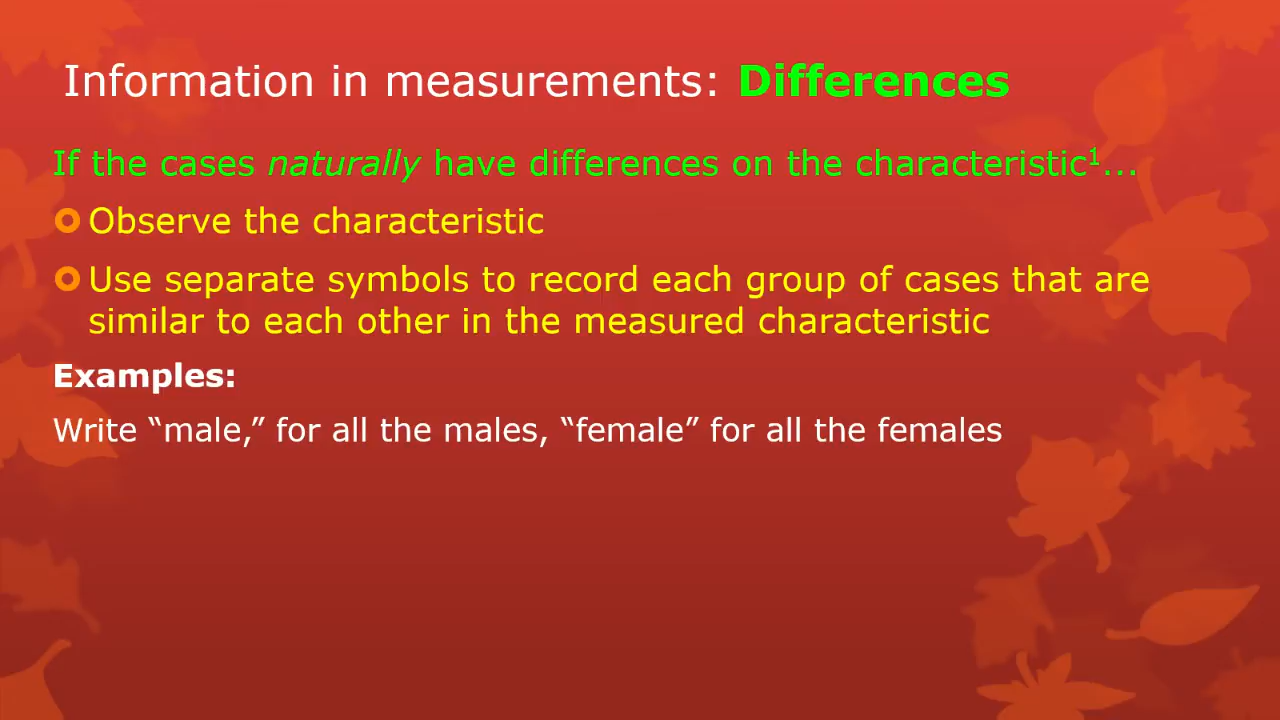 Information in measurements: Differences
If the cases naturally have differences on the characteristic¹...
Observe the characteristic
Use separate symbols to record each group of cases that are
similar to each other in the measured characteristic
Examples:
Write “male,” for all the males, “female” for all the females